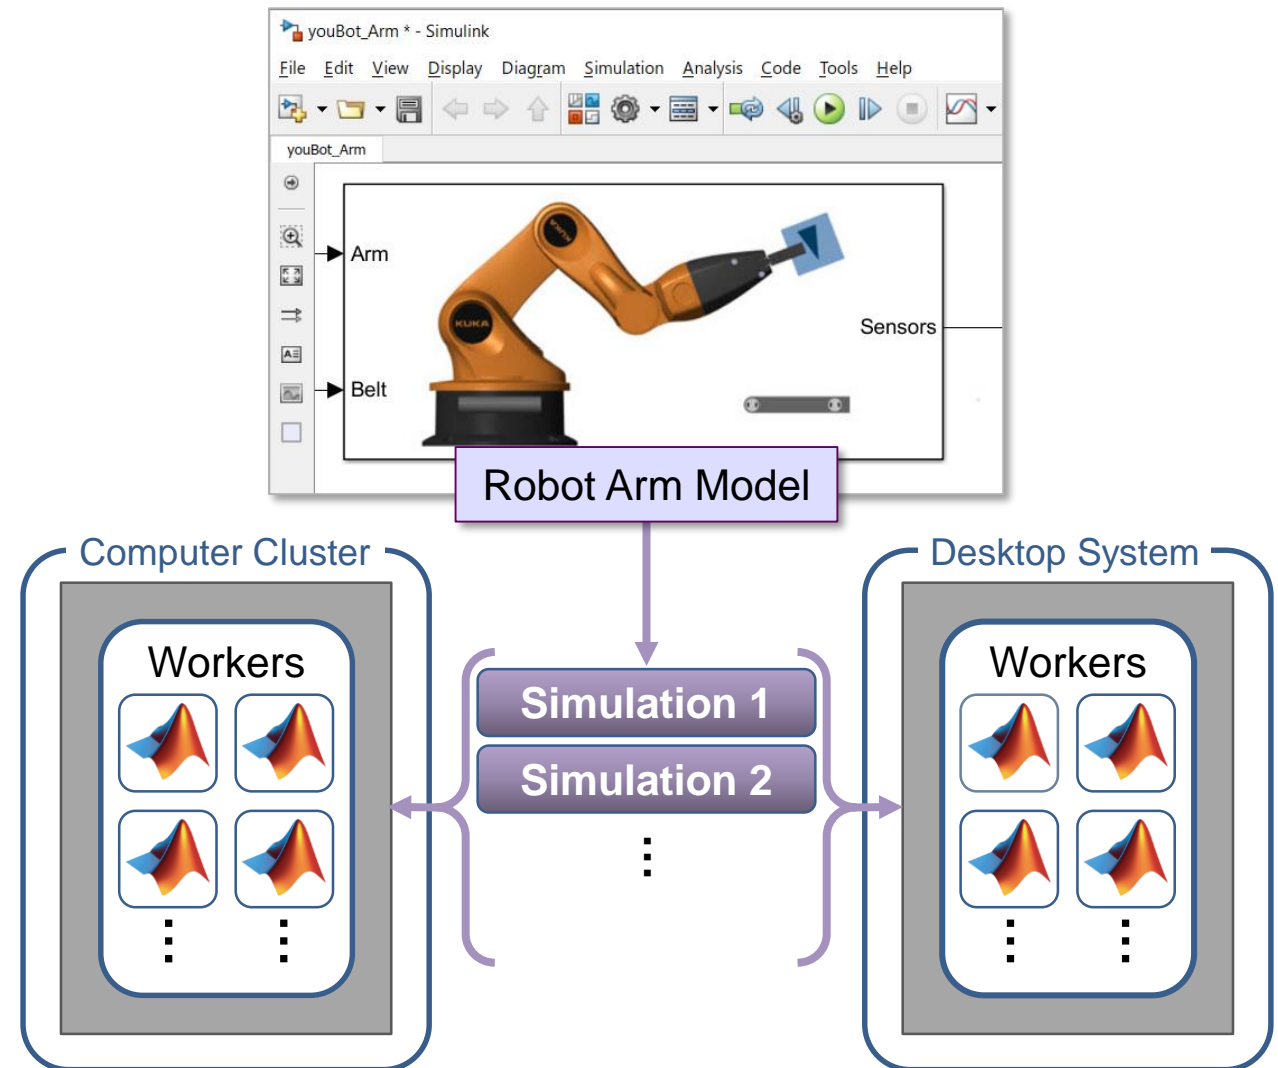 youBot_Arm * - Simulink
File Edit View Display Diagram Simulation Analysis Code Tools Help
youBot_Arm
Arm
KUKA
KUKA
Sensors
Belt
Robot Arm Model
Computer Cluster
Desktop System
Workers
Simulation 1
Simulation 2
⋮
Workers
⋮ ⋮
⋮ ⋮